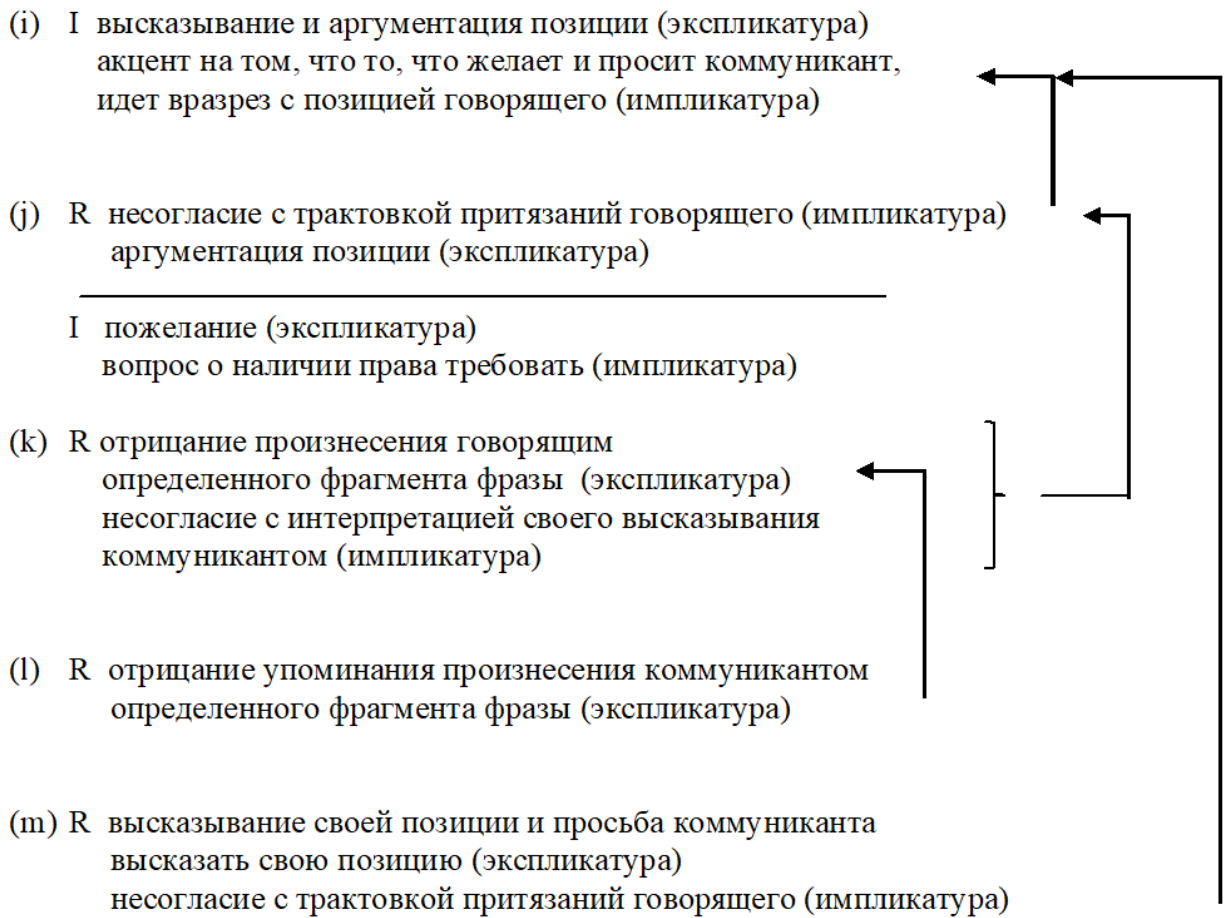 (i) I высказывание и аргументация позиции (экспликатура)
акцент на том, что то, что желает и просит коммуникант,
идет вразрез с позицией говорящего (импликатура)
(j) R несогласие с трактовкой притязаний говорящего (импликатура)
аргументация позиции (экспликатура)
I пожелание (экспликатура)
вопрос о наличии права требовать (импликатура)
(k) R отрицание произнесения говорящим
определенного фрагмента фразы (экспликатура)
несогласие с интерпретацией своего высказывания
коммуникантом (импликатура)
(l) R отрицание упоминания произнесения коммуникантом
определенного фрагмента фразы (экспликатура)
(m) R высказывание своей позиции и просьба коммуниканта
высказать свою позицию (экспликатура)
несогласие с трактовкой притязаний говорящего (импликатура)